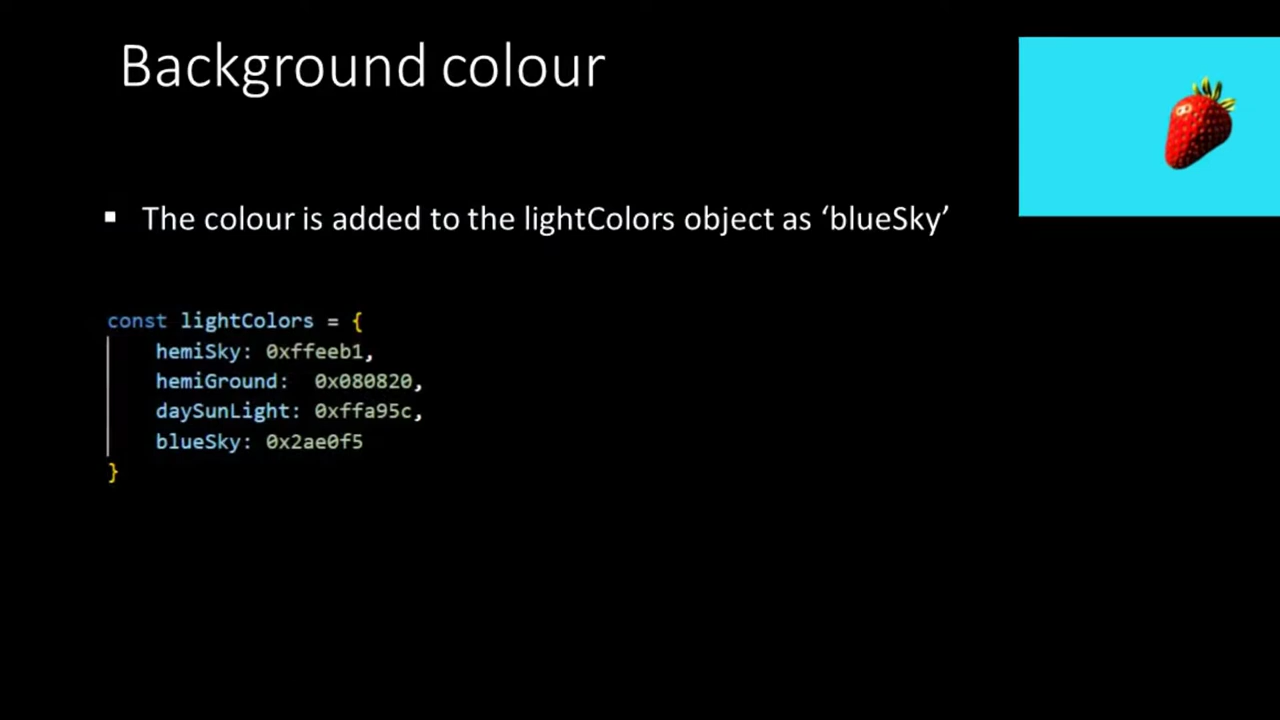 Background colour
▪ The colour is added to the lightColors object as ‘blueSky’
const lightColors = {
hemiSky: 0xffeeb1,
hemiGround:  0x080820,
daySunLight: 0xffa95c,
blueSky: 0x2ae0f5
}